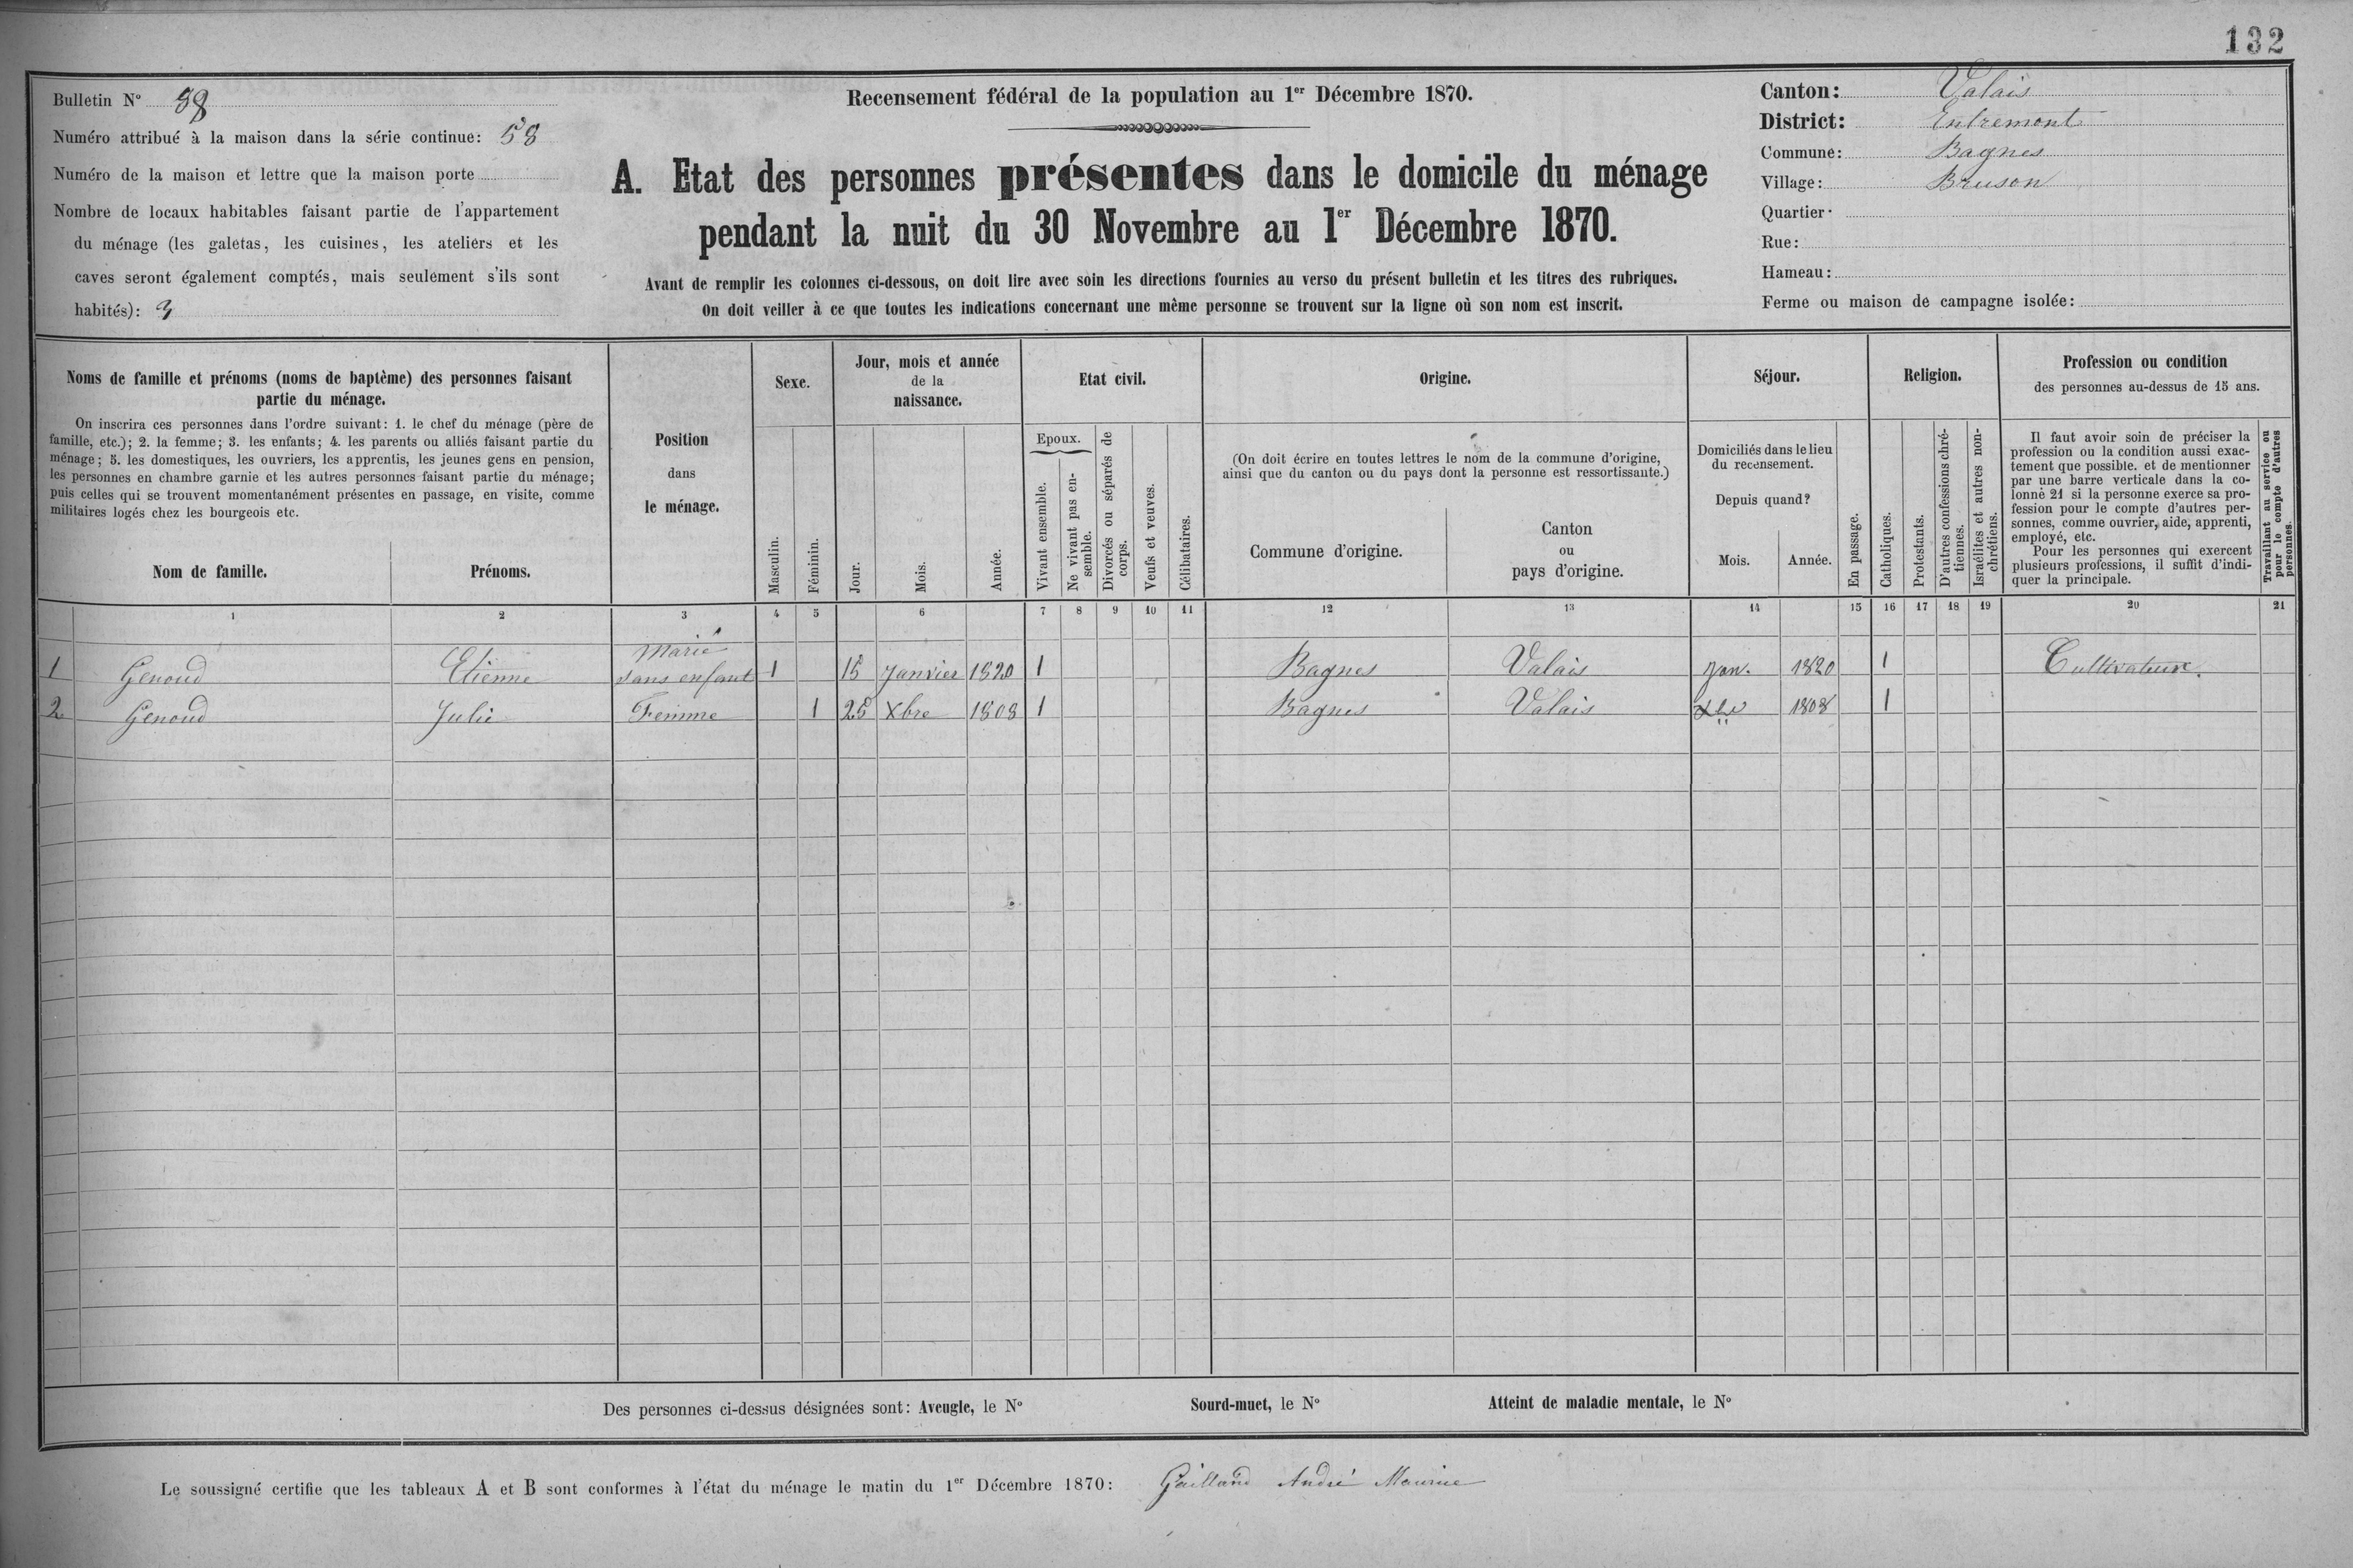 132
Bulletin N° 58
Numéro attribué à la maison dans la série continue: 58
Numéro de la maison et lettre que la maison porte
Nombre de locaux habitables faisant partie de l'appartement
du ménage (les galetas, les cuisines, les ateliers et les
caves seront également comptés, mais seulement s'ils sont
habités): 3
Recensement fédéral de la population au 1er Décembre 1870.
A. Etat des personnes présentes dans le domicile du ménage
pendant la nuit du 30 Novembre au 1er Décembre 1870.
Avant de remplir les colonnes ci-dessous, on doit lire avec soin les directions fournies au verso du présent bulletin et les titres des rubriques.
On doit veiller à ce que toutes les indications concernant une même personne se trouvent sur la ligne où son nom est inscrit.
Canton: Valais
District: Entremont
Commune: Bagnes
Village: Bruson
Quartier:
Rue:
Hameau:
Ferme ou maison de campagne isolée:
Noms de famille et prénoms (noms de baptême) des personnes faisant
partie du ménage.
On inscrira ces personnes dans l'ordre suivant: 1. le chef du ménage (père de
famille, etc.); 2. la femme; 3. les enfants; 4. les parents ou alliés faisant partie du
ménage; 5. les domestiques, les ouvriers, les apprentis, les jeunes gens en pension,
les personnes en chambre garnie et les autres personnes faisant partie du ménage;
puis celles qui se trouvent momentanément présentes en passage, en visite, comme
militaires logés chez les bourgeois etc.
Nom de famille.
Prénoms.
Position
dans
le ménage.
Sexe.
Masculin.
Féminin.
Jour, mois et année
de la
naissance.
Jour.
Mois.
Année.
Etat civil.
Epoux.
Vivant ensemble.
Ne vivant pas en-
semble.
Divorcés ou séparés de
corps.
Veufs et veuves.
Célibataires.
Origine.
(On doit écrire en toutes lettres le nom de la commune d'origine,
ainsi que du canton ou du pays dont la personne est ressortissante.)
Commune d'origine.
Canton
ou
pays d'origine.
Séjour.
Domiciliés dans le lieu
du recensement.
Depuis quand?
Mois.
Année.
En passage.
Religion.
Catholiques.
Protestants.
D'autres confessions chré-
tiennes.
Israélites et autres non-
chrétiens.
Profession ou condition
des personnes au-dessus de 15 ans.
Il faut avoir soin de préciser la
profession ou la condition aussi exac-
tement que possible. et de mentionner
par une barre verticale dans la co-
lonne 21 si la personne exerce sa pro-
fession pour le compte d'autres per-
sonnes, comme ouvrier, aide, apprenti,
employé, etc.
Pour les personnes qui exercent
plusieurs professions, il suffit d'indi-
quer la principale.
Travaillant au service ou
pour le compte d'autres
personnes.
1 2 3 4 5 6 7 8 9 10 11 12 13 14 15 16 17 18 19 20 21
Marié
1 Genoud Etienne sans enfant 1 15 Janvier 1820 1 Bagnes Valais Jan. 1820 1 Cultivateur.
2 Genoud Julie Femme 1 25 Xbre 1808 1 Bagnes Valais 1808 1
Des personnes ci-dessus désignées sont: Aveugle, le N° Sourd-muet, le N° Atteint de maladie mentale, le N°
Le soussigné certifie que les tableaux A et B sont conformes à l'état du ménage le matin du 1er Décembre 1870: Gailland André Maurice